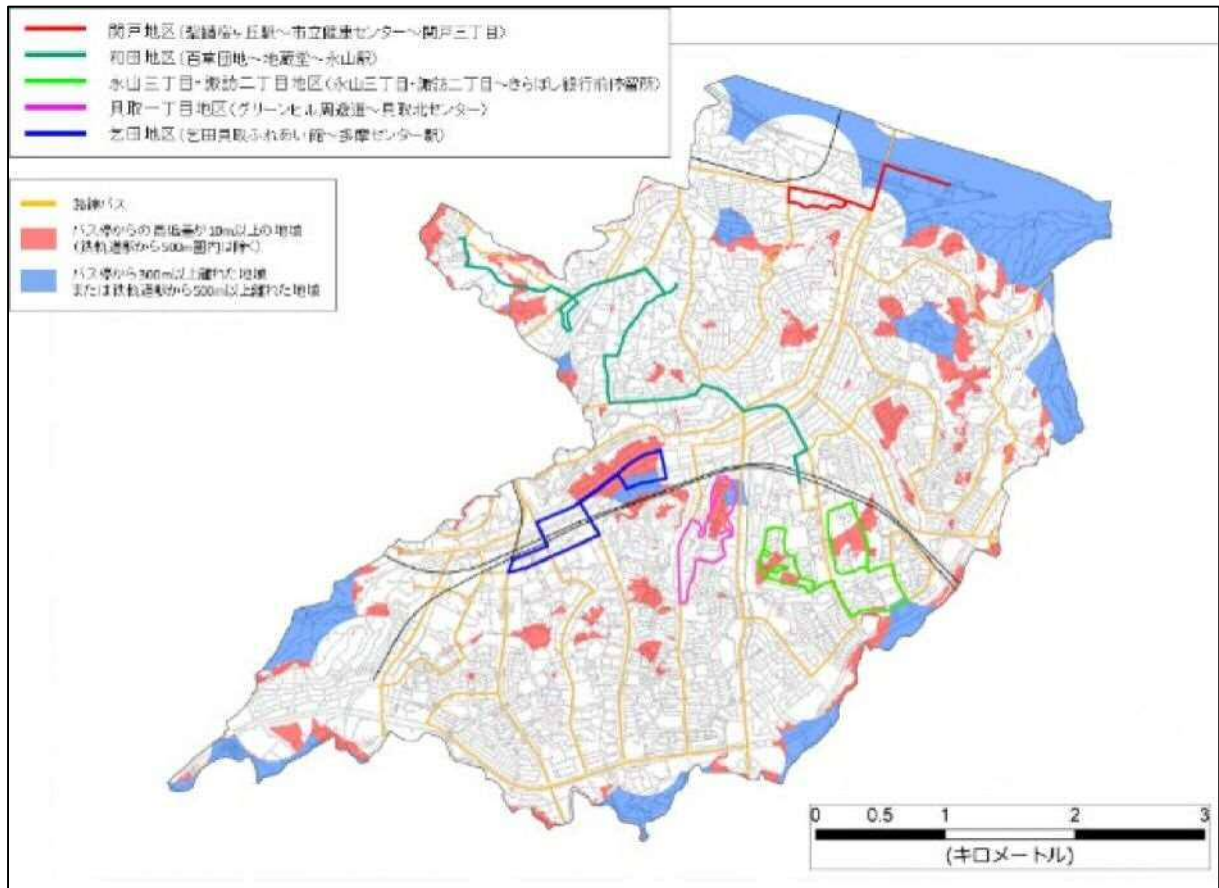 関戸地区(聖蹟桜ヶ丘駅～市立健康センター～関戸三丁目)
和田地区(百草団地～地蔵堂～永山駅)
永山三丁目・諏訪二丁目地区(永山三丁目・諏訪二丁目～きらぼし銀行前停留所)
貝取一丁目地区(グリーンヒル周遊道～貝取北センター)
乞田地区(乞田貝取ふれあい館～多摩センター駅)
路線バス
バス停からの高低差が10m以上の地域
(鉄軌道駅から500m圏内は除く)
バス停から300m以上離れた地域
または鉄軌道駅から500m以上離れた地域
0 0.5 1 2 3
(キロメートル)